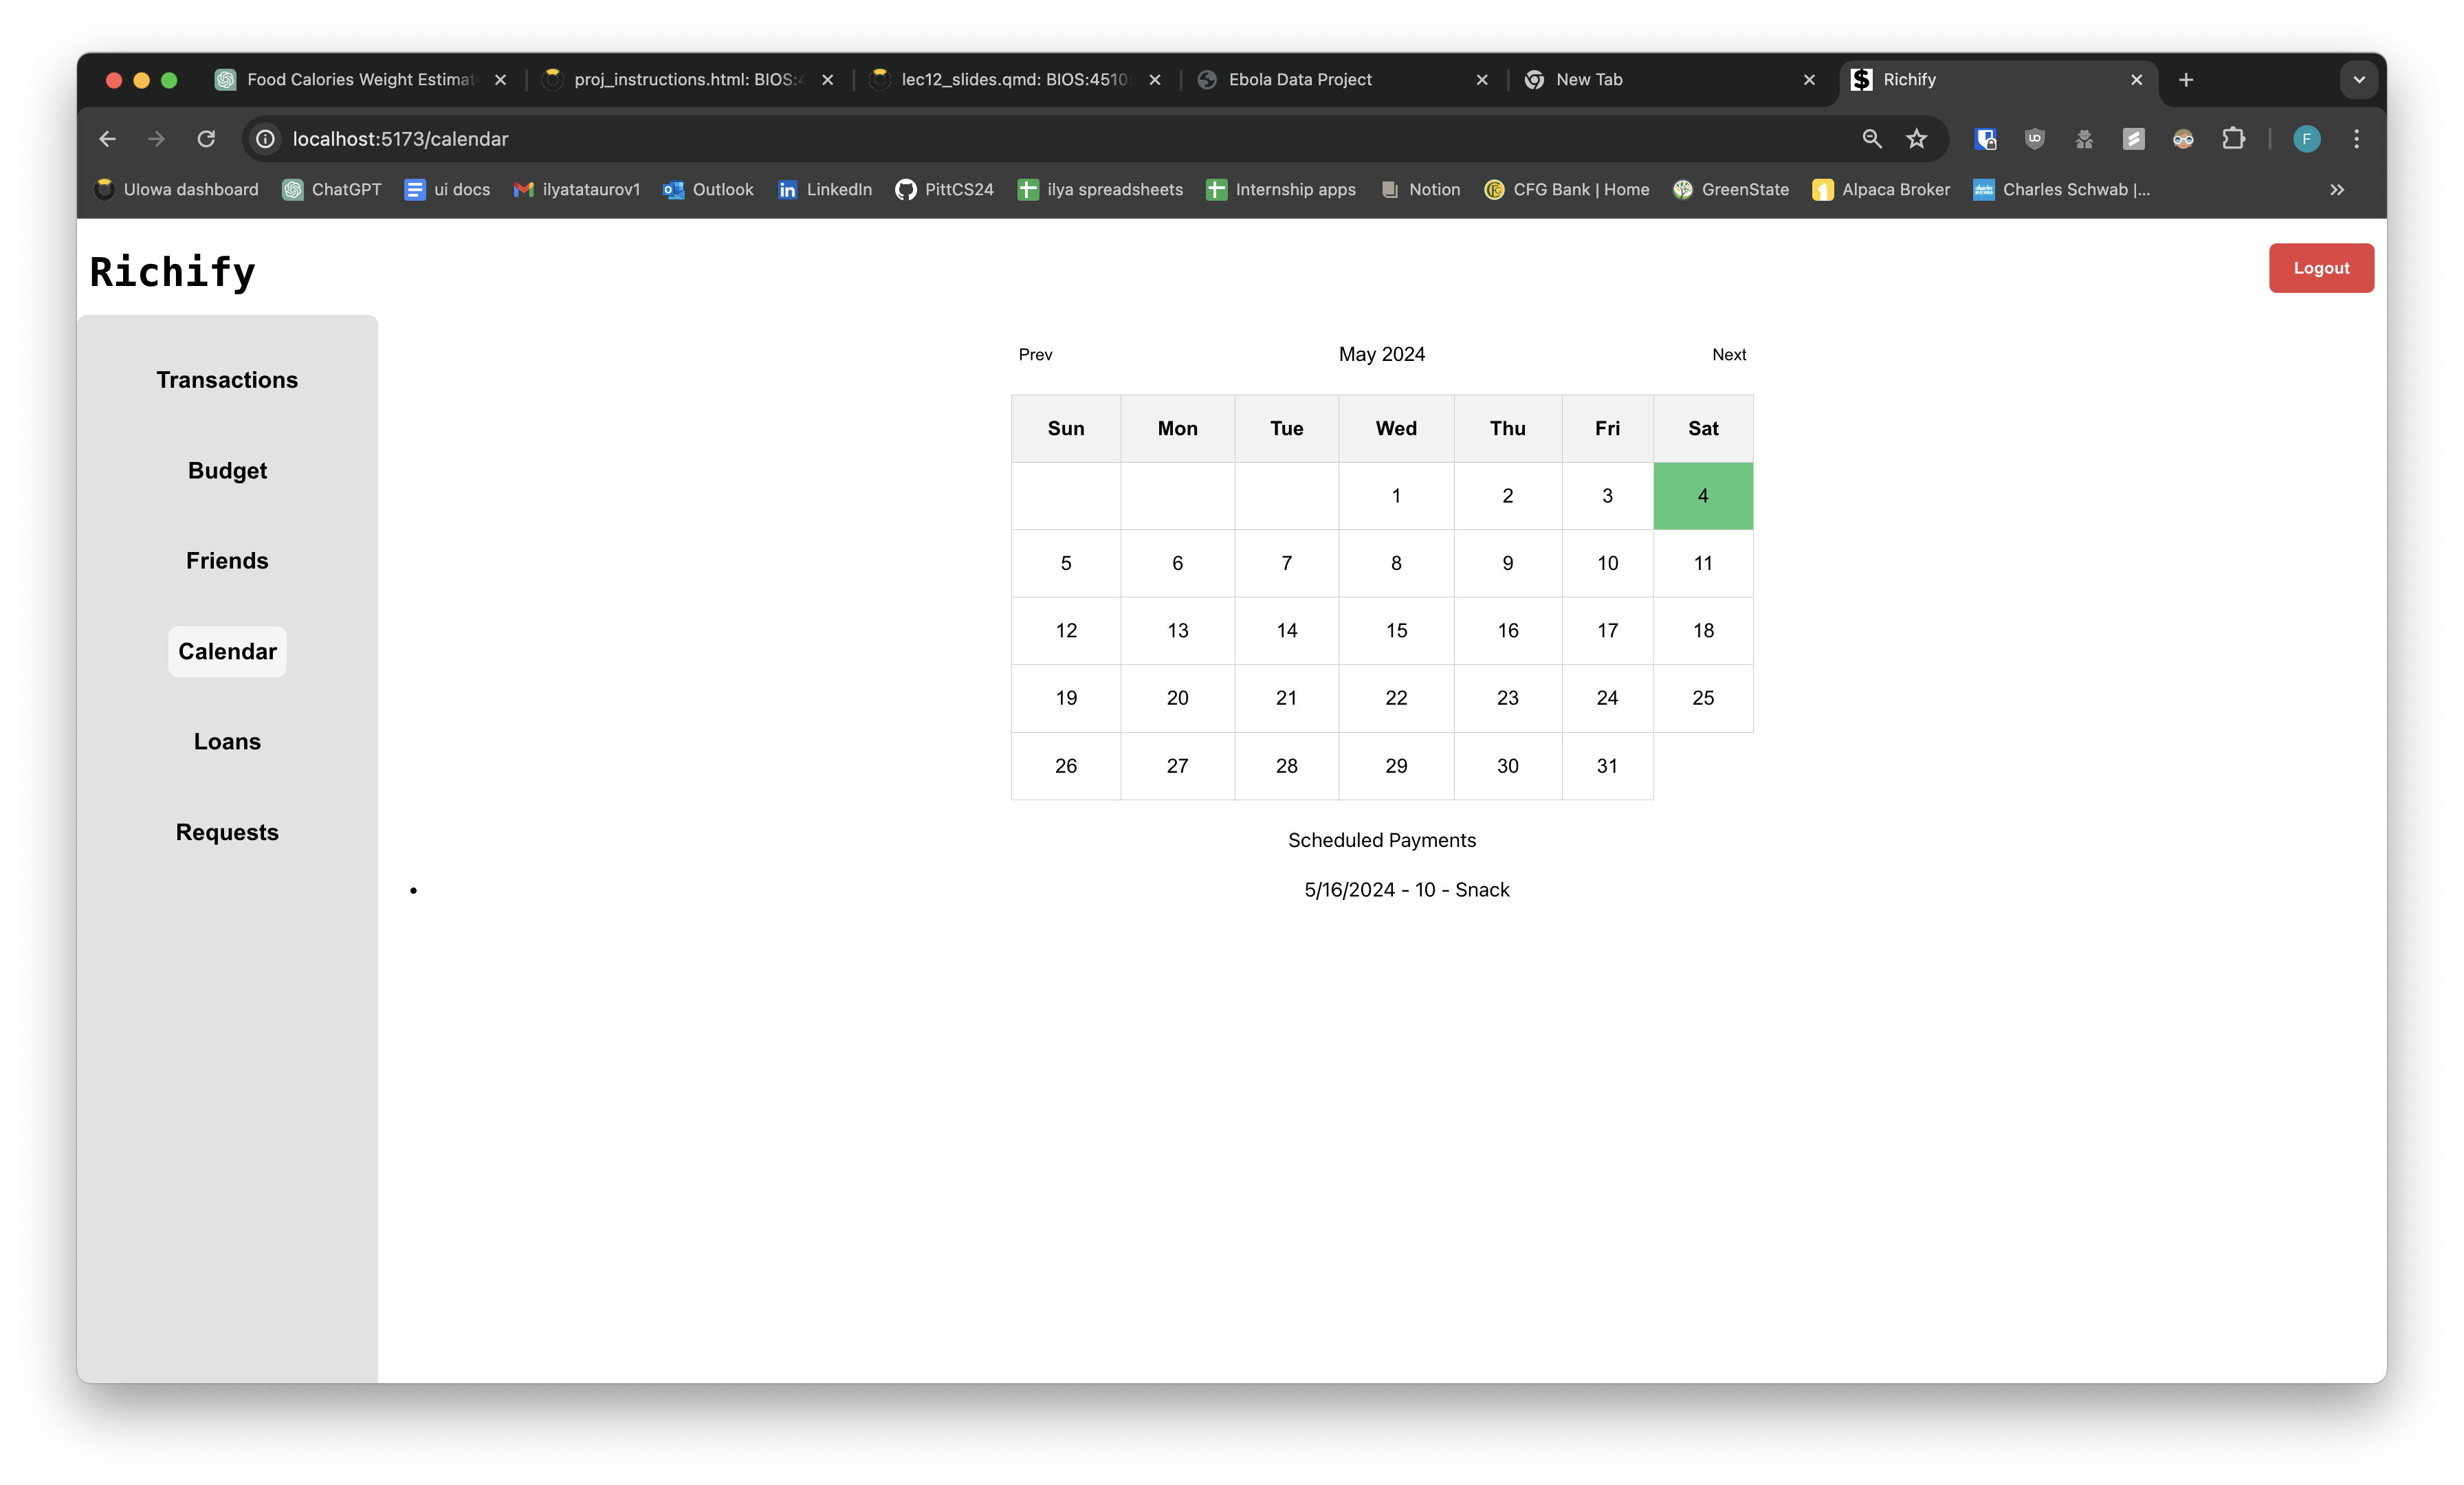 Food Calories Weight Estimat
proj_instructions.html: BIOS:4
lec12_slides.qmd: BIOS:4510:
Ebola Data Project
New Tab
Richify
localhost:5173/calendar
F
UIowa dashboard
ChatGPT
ui docs
ilyatataurov1
Outlook
LinkedIn
PittCS24
ilya spreadsheets
Internship apps
Notion
CFG Bank | Home
GreenState
Alpaca Broker
Charles Schwab |...
Richify
Logout
Transactions
Budget
Friends
Calendar
Loans
Requests
Prev May 2024 Next
Sun Mon Tue Wed Thu Fri Sat
1 2 3 4
5 6 7 8 9 10 11
12 13 14 15 16 17 18
19 20 21 22 23 24 25
26 27 28 29 30 31
Scheduled Payments
• 5/16/2024 - 10 - Snack